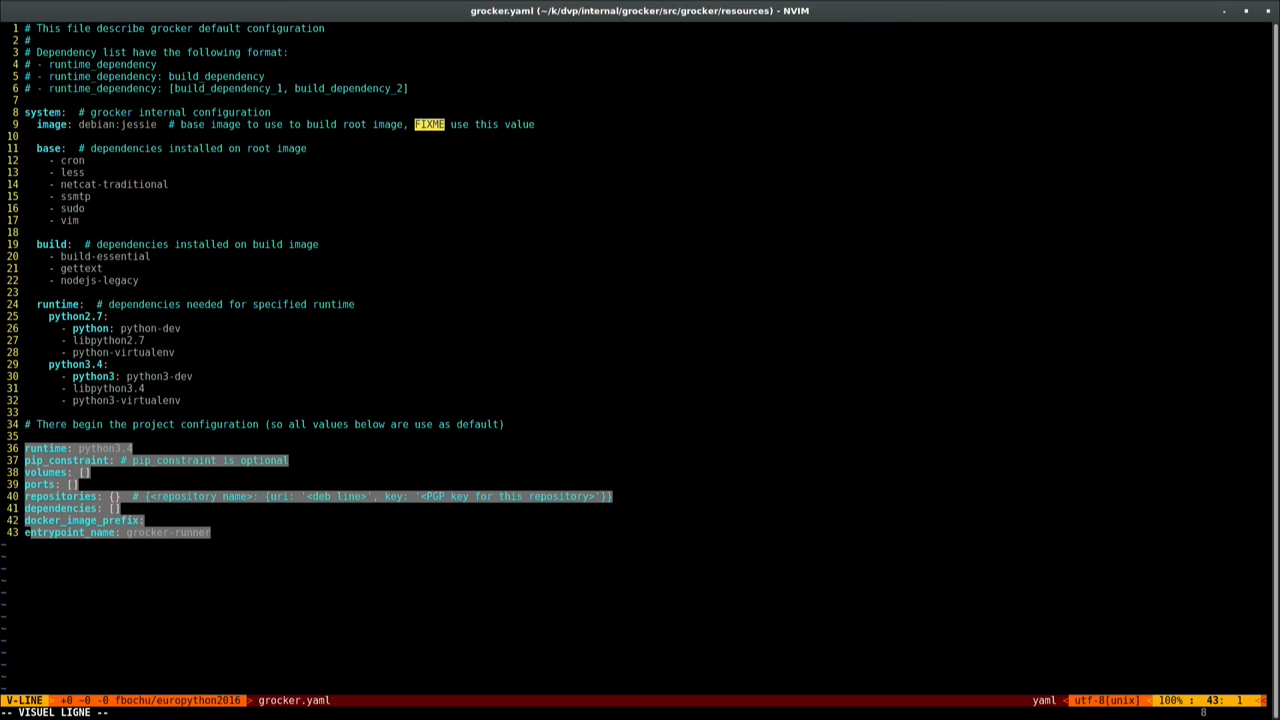 grocker.yaml (~/k/dvp/internal/grocker/src/grocker/resources) - NVIM
1 # This file describe grocker default configuration
2 #
3 # Dependency list have the following format:
4 # - runtime_dependency
5 # - runtime_dependency: build_dependency
6 # - runtime_dependency: [build_dependency_1, build_dependency_2]
7
8 system:  # grocker internal configuration
9   image: debian:jessie  # base image to use to build root image, FIXME use this value
10
11   base:  # dependencies installed on root image
12     - cron
13     - less
14     - netcat-traditional
15     - ssmtp
16     - sudo
17     - vim
18
19   build:  # dependencies installed on build image
20     - build-essential
21     - gettext
22     - nodejs-legacy
23
24   runtime:  # dependencies needed for specified runtime
25     python2.7:
26       - python: python-dev
27       - libpython2.7
28       - python-virtualenv
29     python3.4:
30       - python3: python3-dev
31       - libpython3.4
32       - python3-virtualenv
33
34 # There begin the project configuration (so all values below are use as default)
35
36 runtime: python3.4
37 pip_constraint: # pip constraint is optional
38 volumes: []
39 ports: []
40 repositories: {}  # {<repository name>: {uri: '<deb line>', key: '<PGP key for this repository>'}}
41 dependencies: []
42 docker_image_prefix:
43 entrypoint_name: grocker-runner
~
~
~
~
~
~
~
~
~
~
~
~
~
V-LINE > +0 ~0 -0 fbochu/europython2016 > grocker.yaml yaml < utf-8[unix] < 100% : 43: 1 <<
-- VISUEL LIGNE -- 8